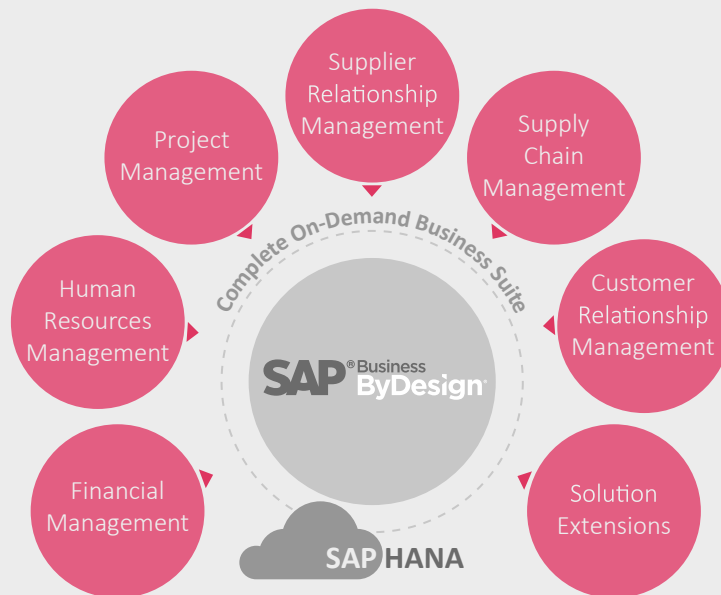 Supplier
Relationship
Management
Project
Management
Supply
Chain
Management
Complete On-Demand Business Suite
Human
Resources
Management
Customer
Relationship
Management
SAP® Business
ByDesign
Financial
Management
Solution
Extensions
SAP HANA